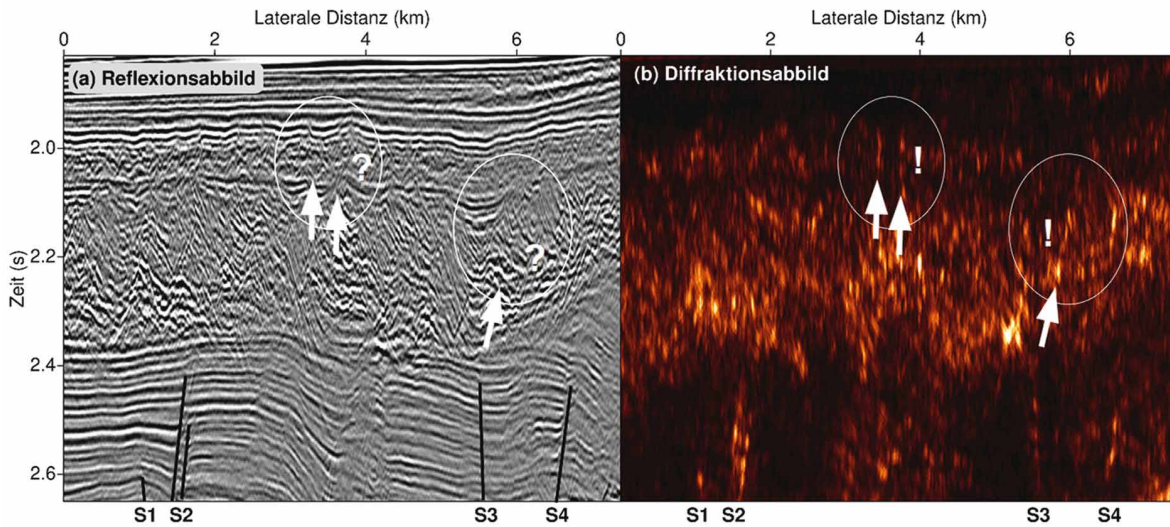 Laterale Distanz (km)
Laterale Distanz (km)
0 2 4 6
0 2 4 6
(a) Reflexionsabbild
(b) Diffraktionsabbild
Zeit (s)
2.0
2.2
2.4
2.6
?
?
!
!
S1 S2 S3 S4
S1 S2 S3 S4